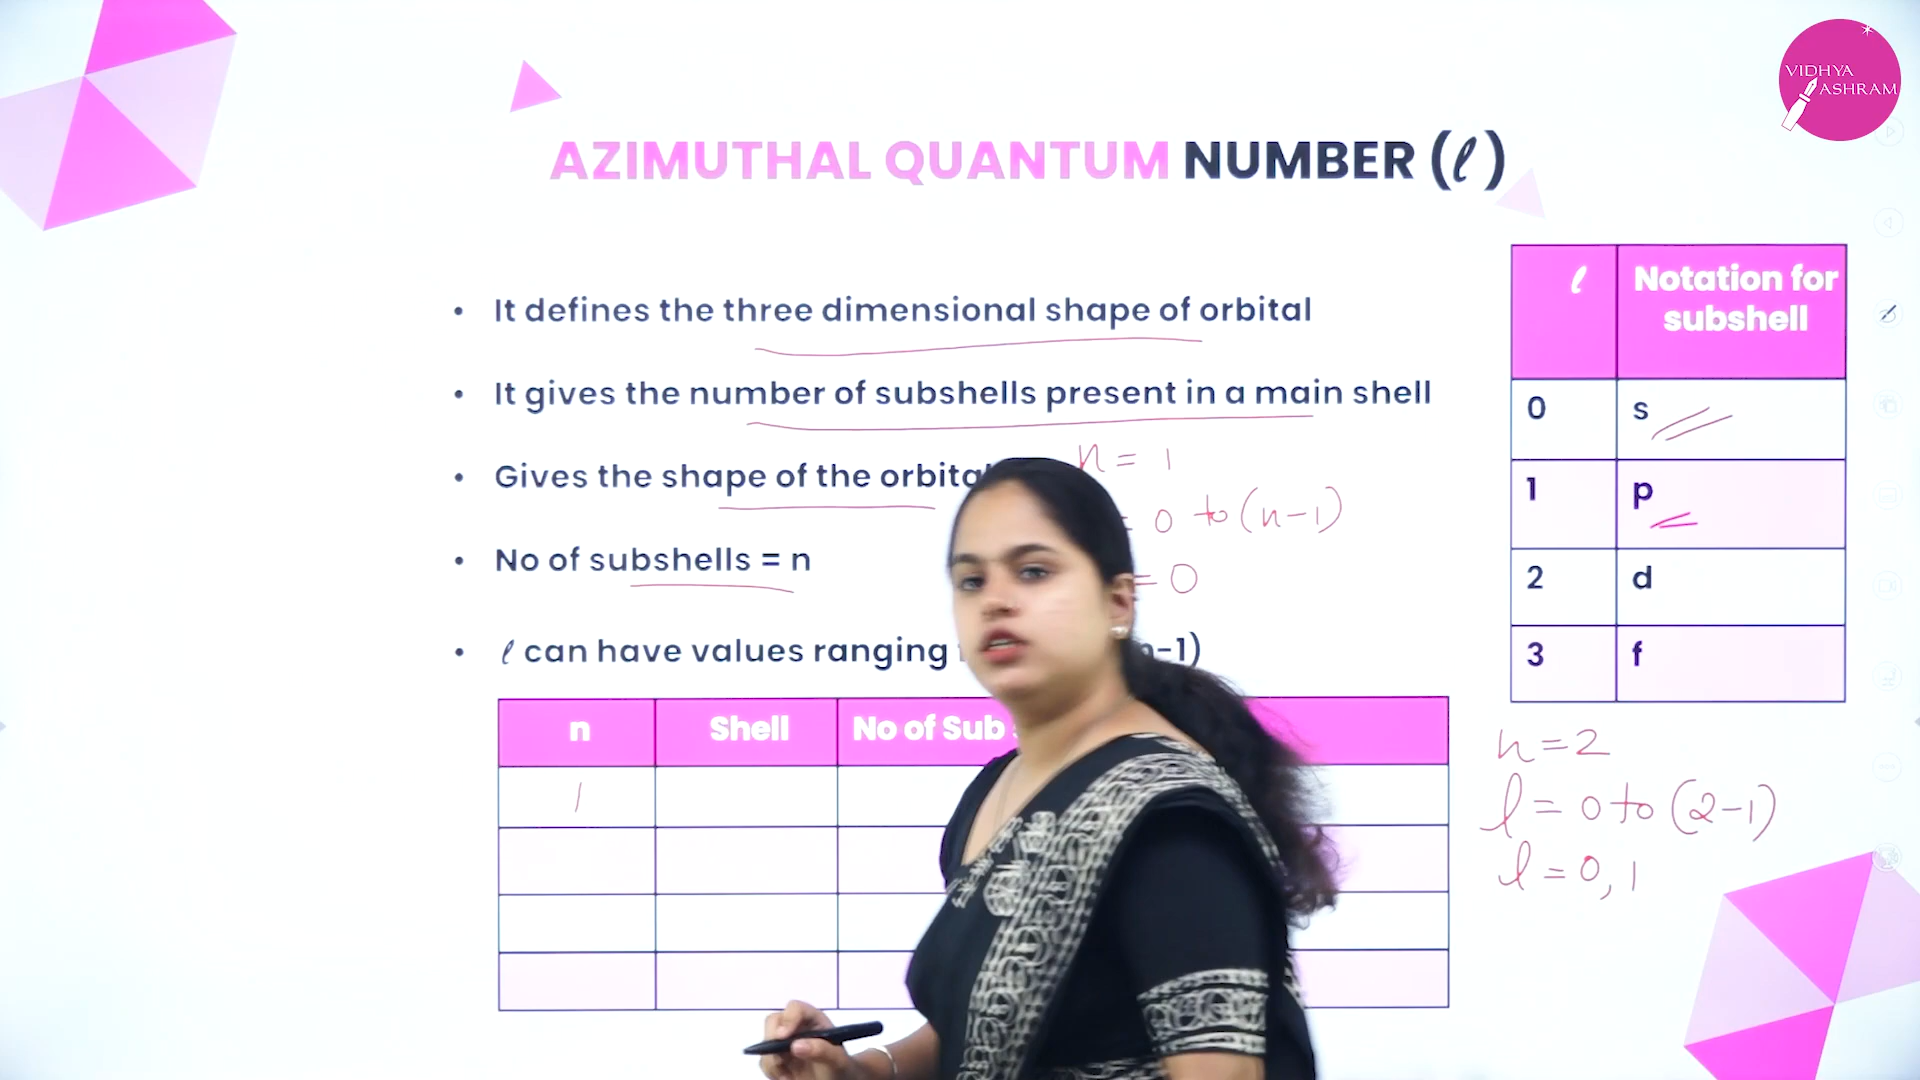 VIDHYA
ASHRAM
AZIMUTHAL QUANTUM NUMBER (ℓ)
• It defines the three dimensional shape of orbital
• It gives the number of subshells present in a main shell
• Gives the shape of the
• No of subshells = n
• ℓ can have values ranging n-1)
n = 1
= 0 to (n-1)
= 0
n Shell No of Sub
1
ℓ Notation for
subshell
0 s
1 p
2 d
3 f
n=2
l = 0 to (2-1)
l = 0, 1